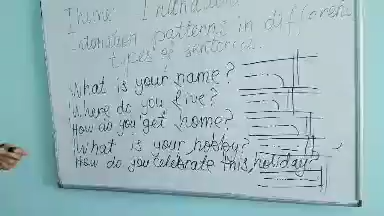 Theme: Intonation
Intonation patterns in different
types of sentences.
What is your name?
Where do you live?
How do you get home?
What is your hobby?
How do you celebrate this holiday